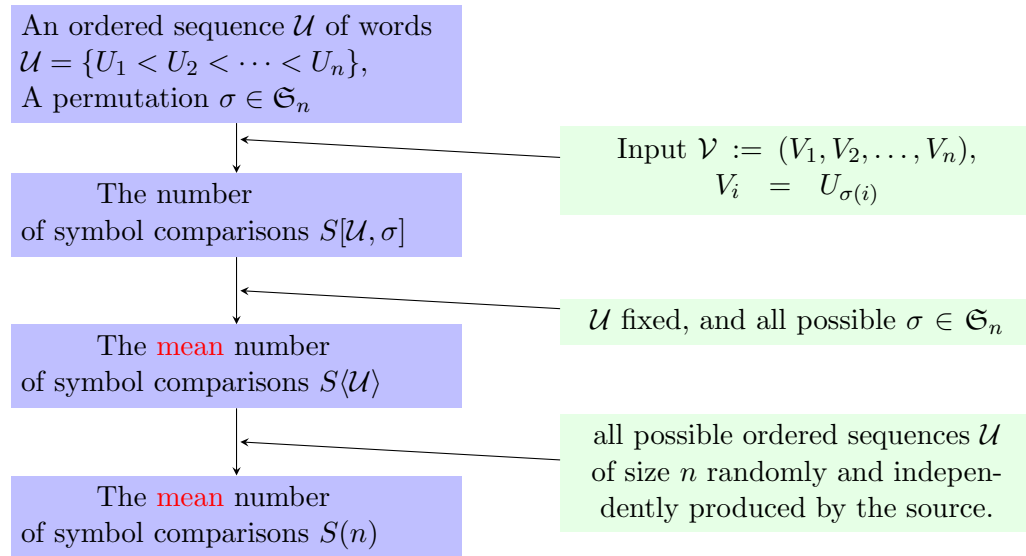 An ordered sequence 𝒰 of words
𝒰 = {U₁ < U₂ < ⋯ < Uₙ},
A permutation σ ∈ 𝔖ₙ
Input 𝒱 := (V₁, V₂, . . . , Vₙ),
Vᵢ = U_{σ(i)}
The number
of symbol comparisons S[𝒰, σ]
𝒰 fixed, and all possible σ ∈ 𝔖ₙ
The mean number
of symbol comparisons S⟨𝒰⟩
all possible ordered sequences 𝒰
of size n randomly and indepen-
dently produced by the source.
The mean number
of symbol comparisons S(n)